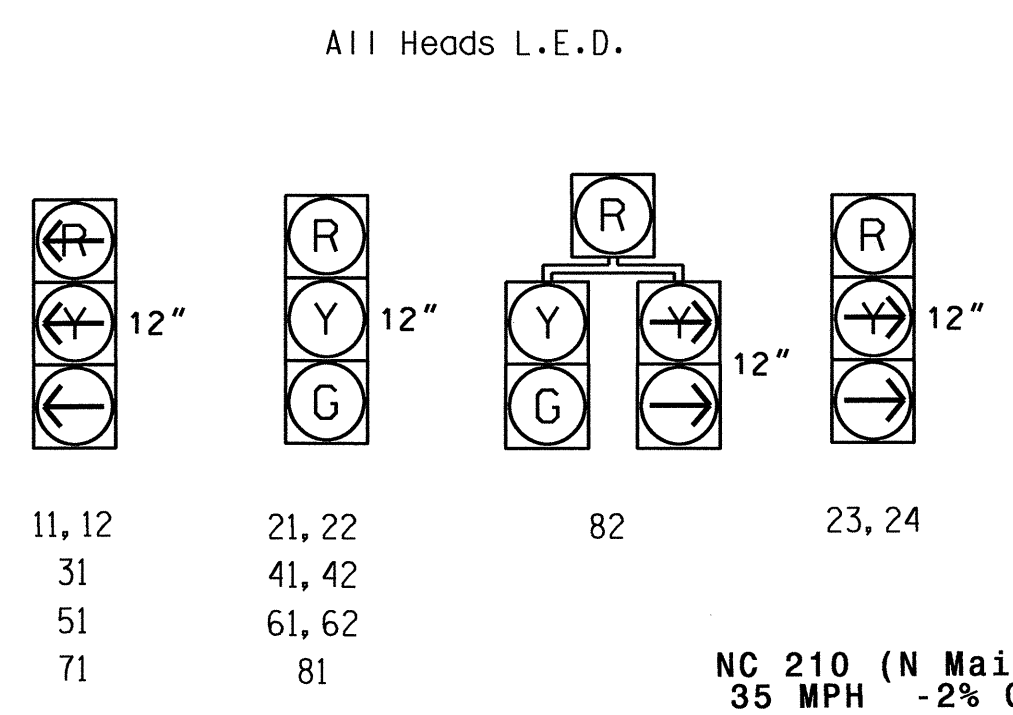 All Heads L.E.D.
R
R
R
R
Y
12"
Y
12"
Y
Y
12"
Y
12"
G
G
11, 12
21, 22
82
23, 24
31
41, 42
51
61, 62
71
81
NC 210 (N Mai
35 MPH -2%